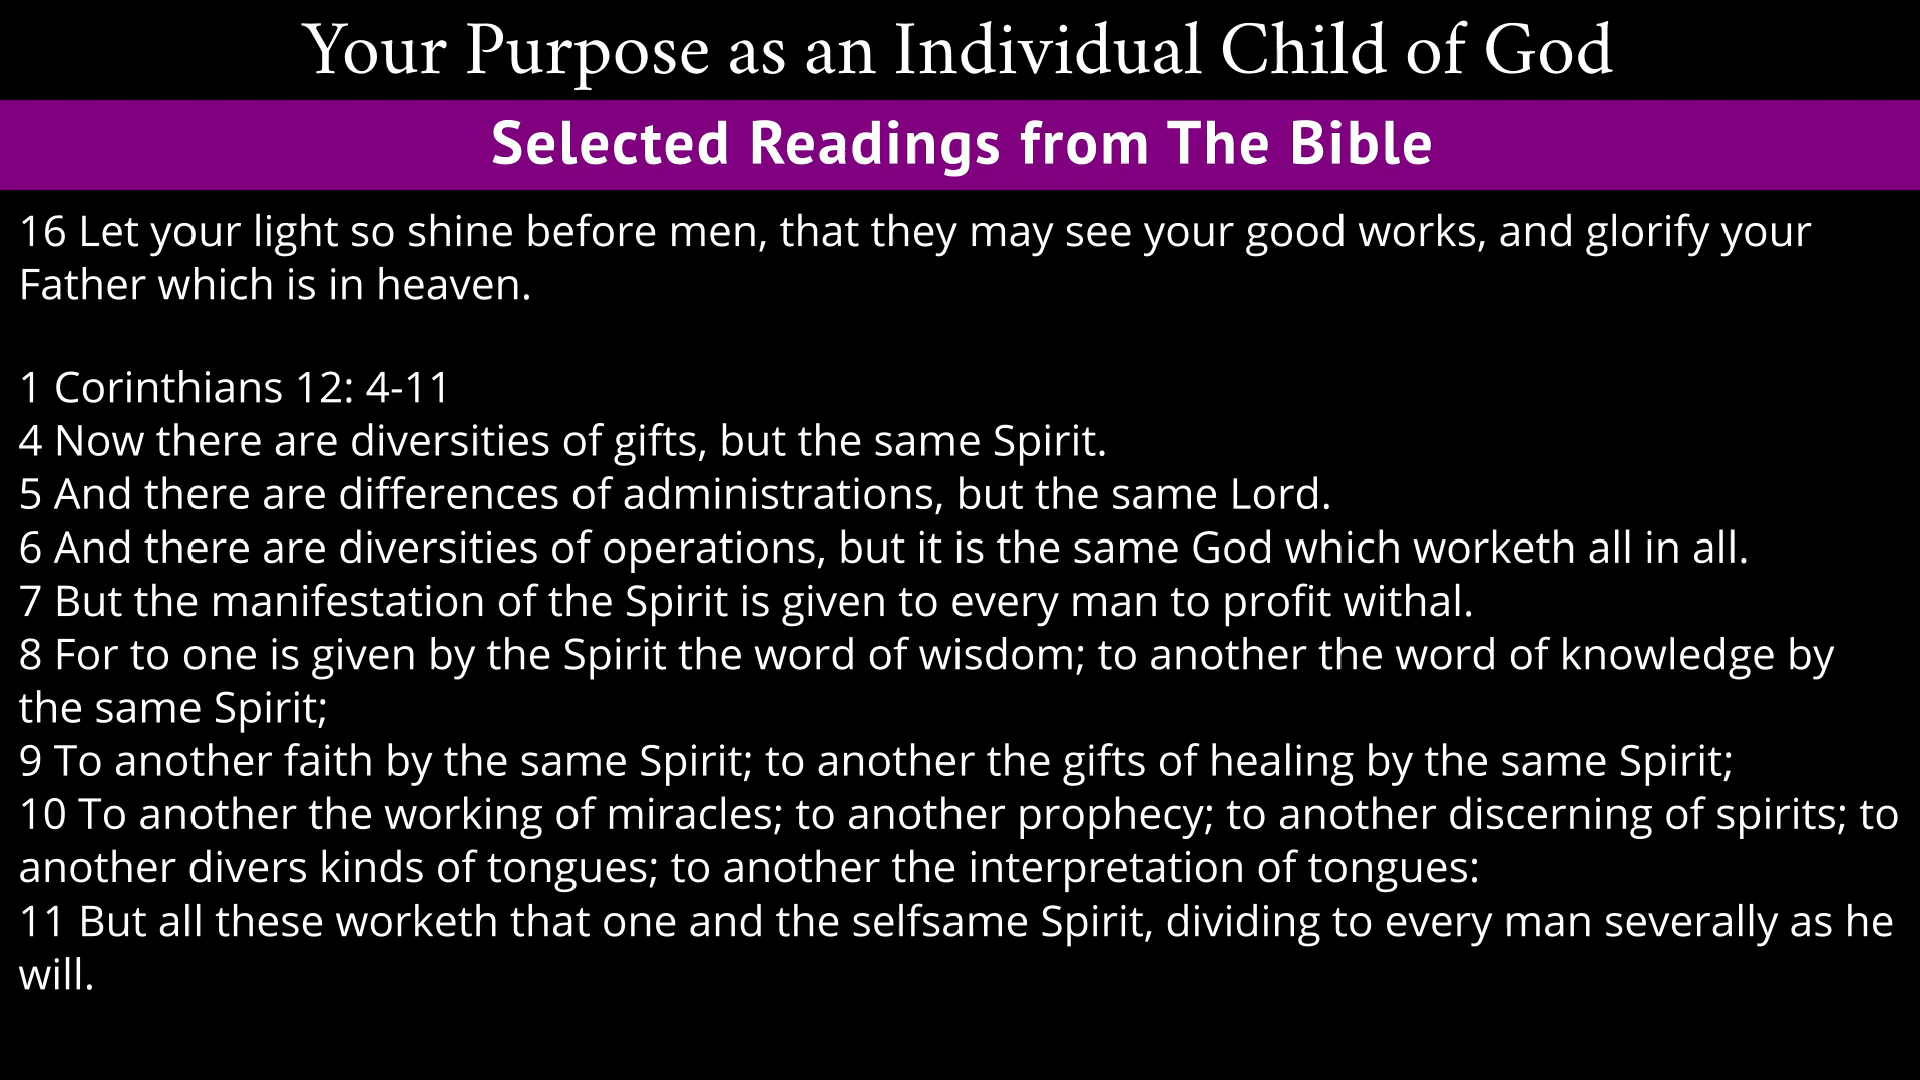 Your Purpose as an Individual Child of God
Selected Readings from The Bible
16 Let your light so shine before men, that they may see your good works, and glorify your
Father which is in heaven.
1 Corinthians 12: 4-11
4 Now there are diversities of gifts, but the same Spirit.
5 And there are differences of administrations, but the same Lord.
6 And there are diversities of operations, but it is the same God which worketh all in all.
7 But the manifestation of the Spirit is given to every man to profit withal.
8 For to one is given by the Spirit the word of wisdom; to another the word of knowledge by
the same Spirit;
9 To another faith by the same Spirit; to another the gifts of healing by the same Spirit;
10 To another the working of miracles; to another prophecy; to another discerning of spirits; to
another divers kinds of tongues; to another the interpretation of tongues:
11 But all these worketh that one and the selfsame Spirit, dividing to every man severally as he
will.